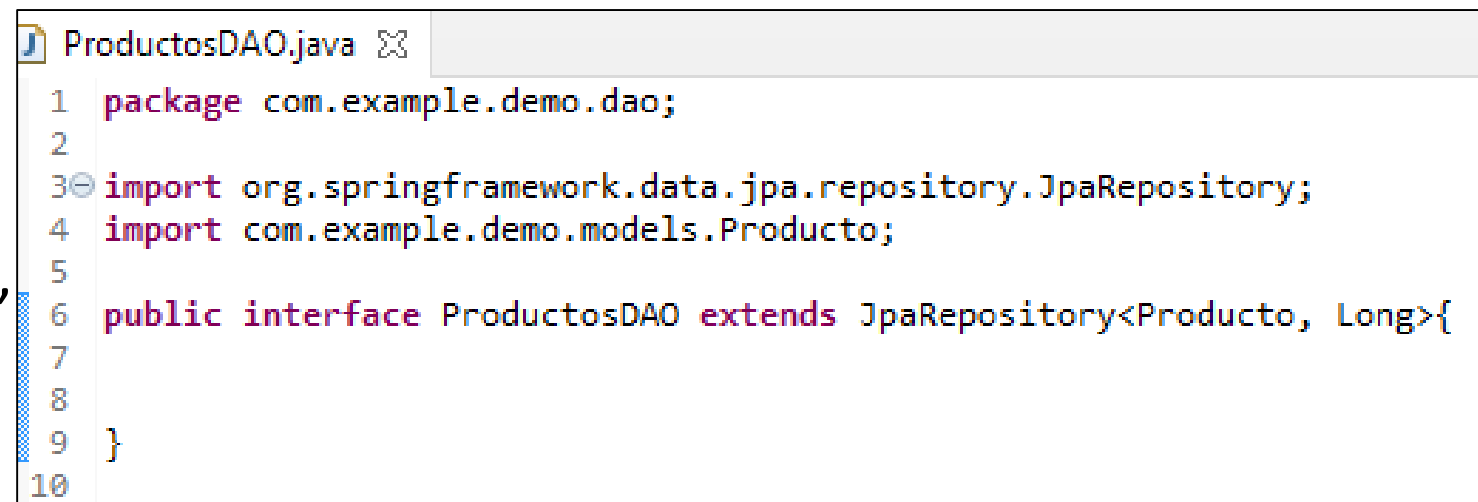 ProductosDAO.java
1 package com.example.demo.dao;
2
3 import org.springframework.data.jpa.repository.JpaRepository;
4 import com.example.demo.models.Producto;
5
, 6 public interface ProductosDAO extends JpaRepository<Producto, Long>{
7
8
9 }
10